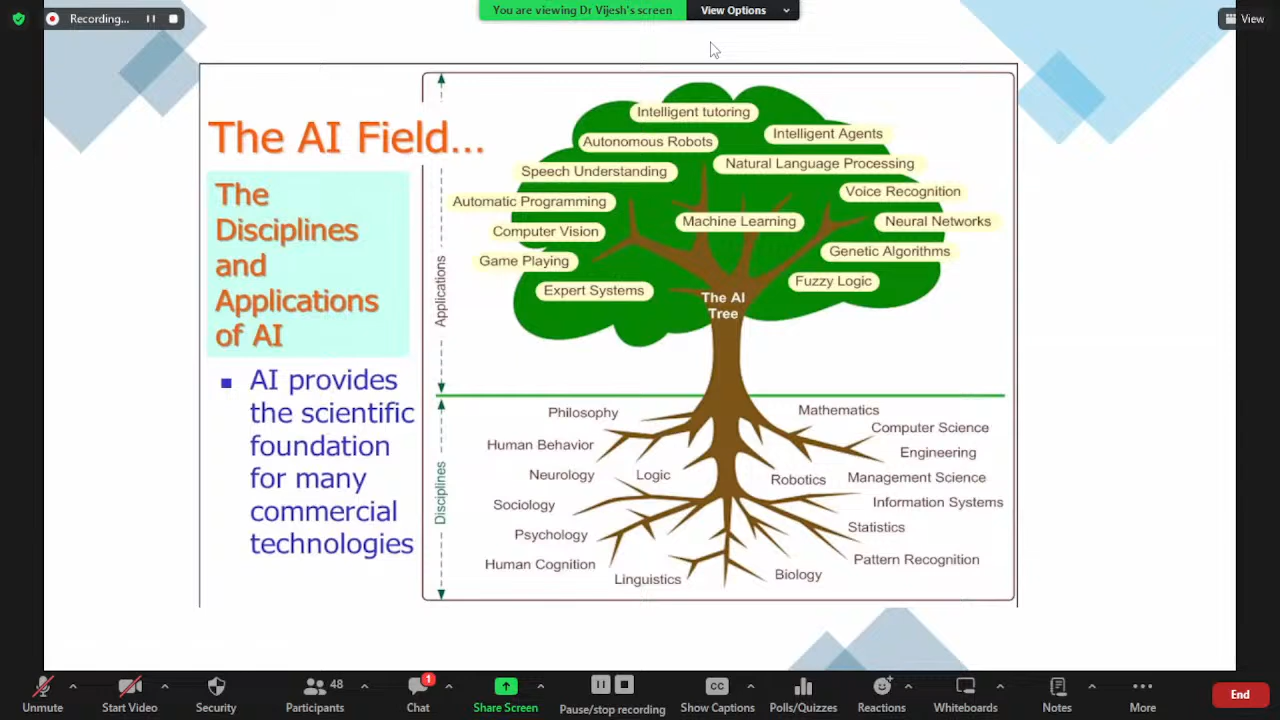 Recording...
You are viewing Dr Vijesh's screen
View Options
View
The AI Field...
The
Disciplines
and
Applications
of AI
AI provides
the scientific
foundation
for many
commercial
technologies
Applications
Intelligent tutoring
Intelligent Agents
Autonomous Robots
Natural Language Processing
Speech Understanding
Voice Recognition
Automatic Programming
Machine Learning
Neural Networks
Computer Vision
Genetic Algorithms
Game Playing
Fuzzy Logic
Expert Systems
The AI
Tree
Disciplines
Philosophy
Mathematics
Computer Science
Human Behavior
Engineering
Neurology
Logic
Robotics
Management Science
Sociology
Information Systems
Statistics
Psychology
Pattern Recognition
Human Cognition
Linguistics
Biology
Unmute
Start Video
Security
48
Participants
1
Chat
Share Screen
Pause/stop recording
CC
Show Captions
Polls/Quizzes
Reactions
Whiteboards
Notes
More
End